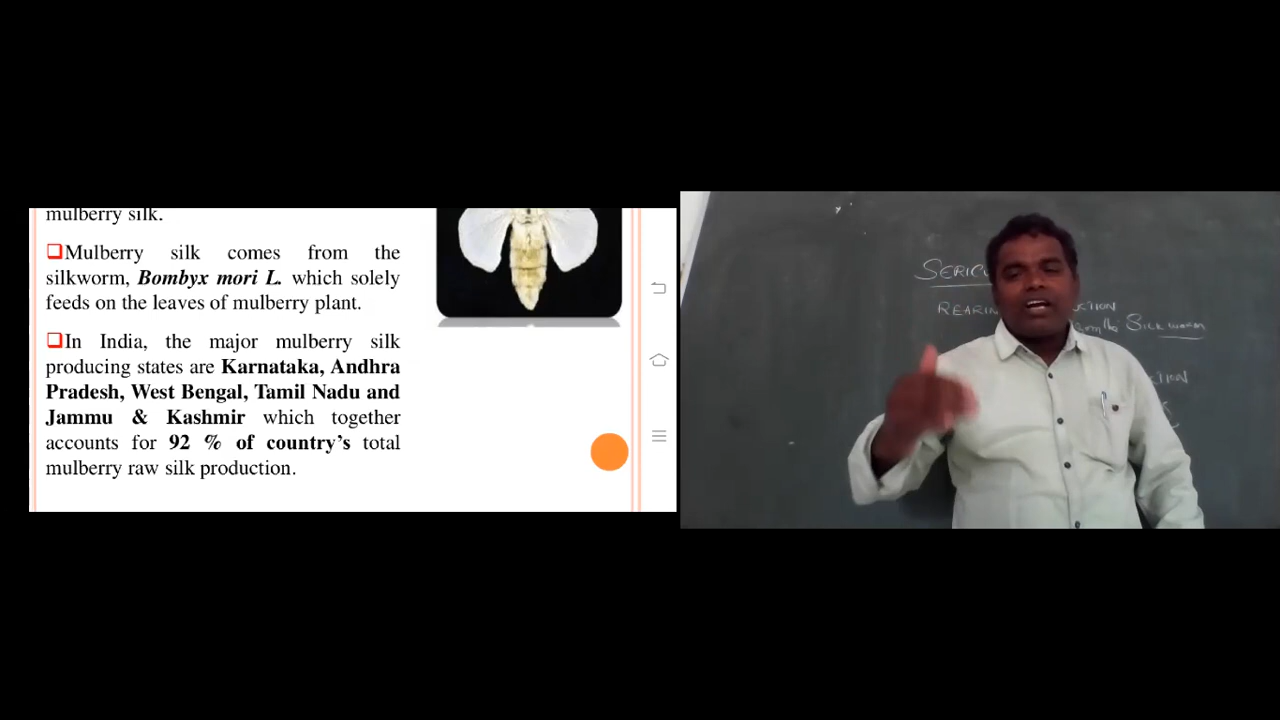 mulberry silk.
❑Mulberry silk comes from the
silkworm, Bombyx mori L. which solely
feeds on the leaves of mulberry plant.
❑In India, the major mulberry silk
producing states are Karnataka, Andhra
Pradesh, West Bengal, Tamil Nadu and
Jammu & Kashmir which together
accounts for 92 % of country's total
mulberry raw silk production.
SERIC
REARIN
SILK WORM